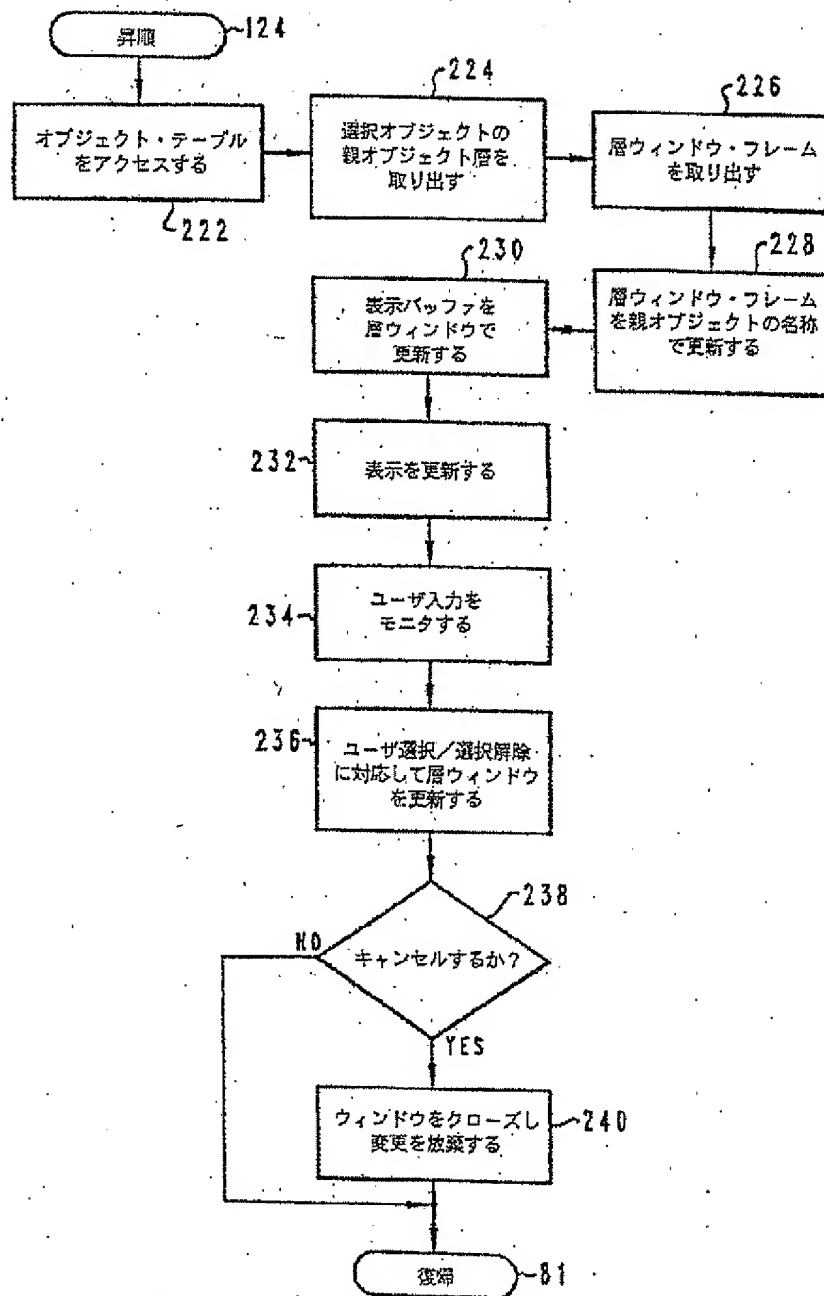 昇順
124
オブジェクト・テーブル
をアクセスする
222
224
選択オブジェクトの
親オブジェクト層を
取り出す
226
層ウィンドウ・フレーム
を取り出す
228
層ウィンドウ・フレーム
を親オブジェクトの名称
で更新する
230
表示バッファを
層ウィンドウで
更新する
232
表示を更新する
234
ユーザ入力を
モニタする
236
ユーザ選択／選択解除
に対応して層ウィンドウ
を更新する
238
キャンセルするか？
NO
YES
ウィンドウをクローズし
変更を放棄する
240
復帰
81